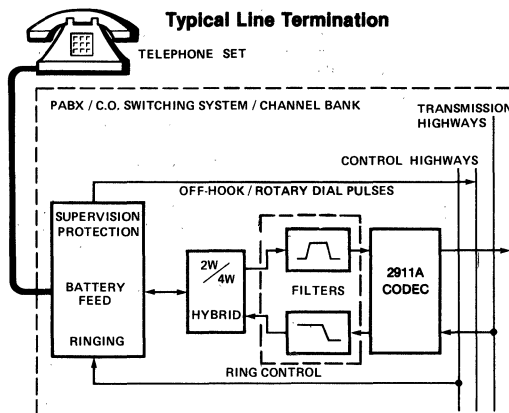 Typical Line Termination
TELEPHONE SET
PABX / C.O. SWITCHING SYSTEM / CHANNEL BANK
TRANSMISSION
HIGHWAYS
CONTROL HIGHWAYS
OFF-HOOK / ROTARY DIAL PULSES
SUPERVISION
PROTECTION
BATTERY
FEED
RINGING
2W/4W
HYBRID
FILTERS
2911A
CODEC
RING CONTROL